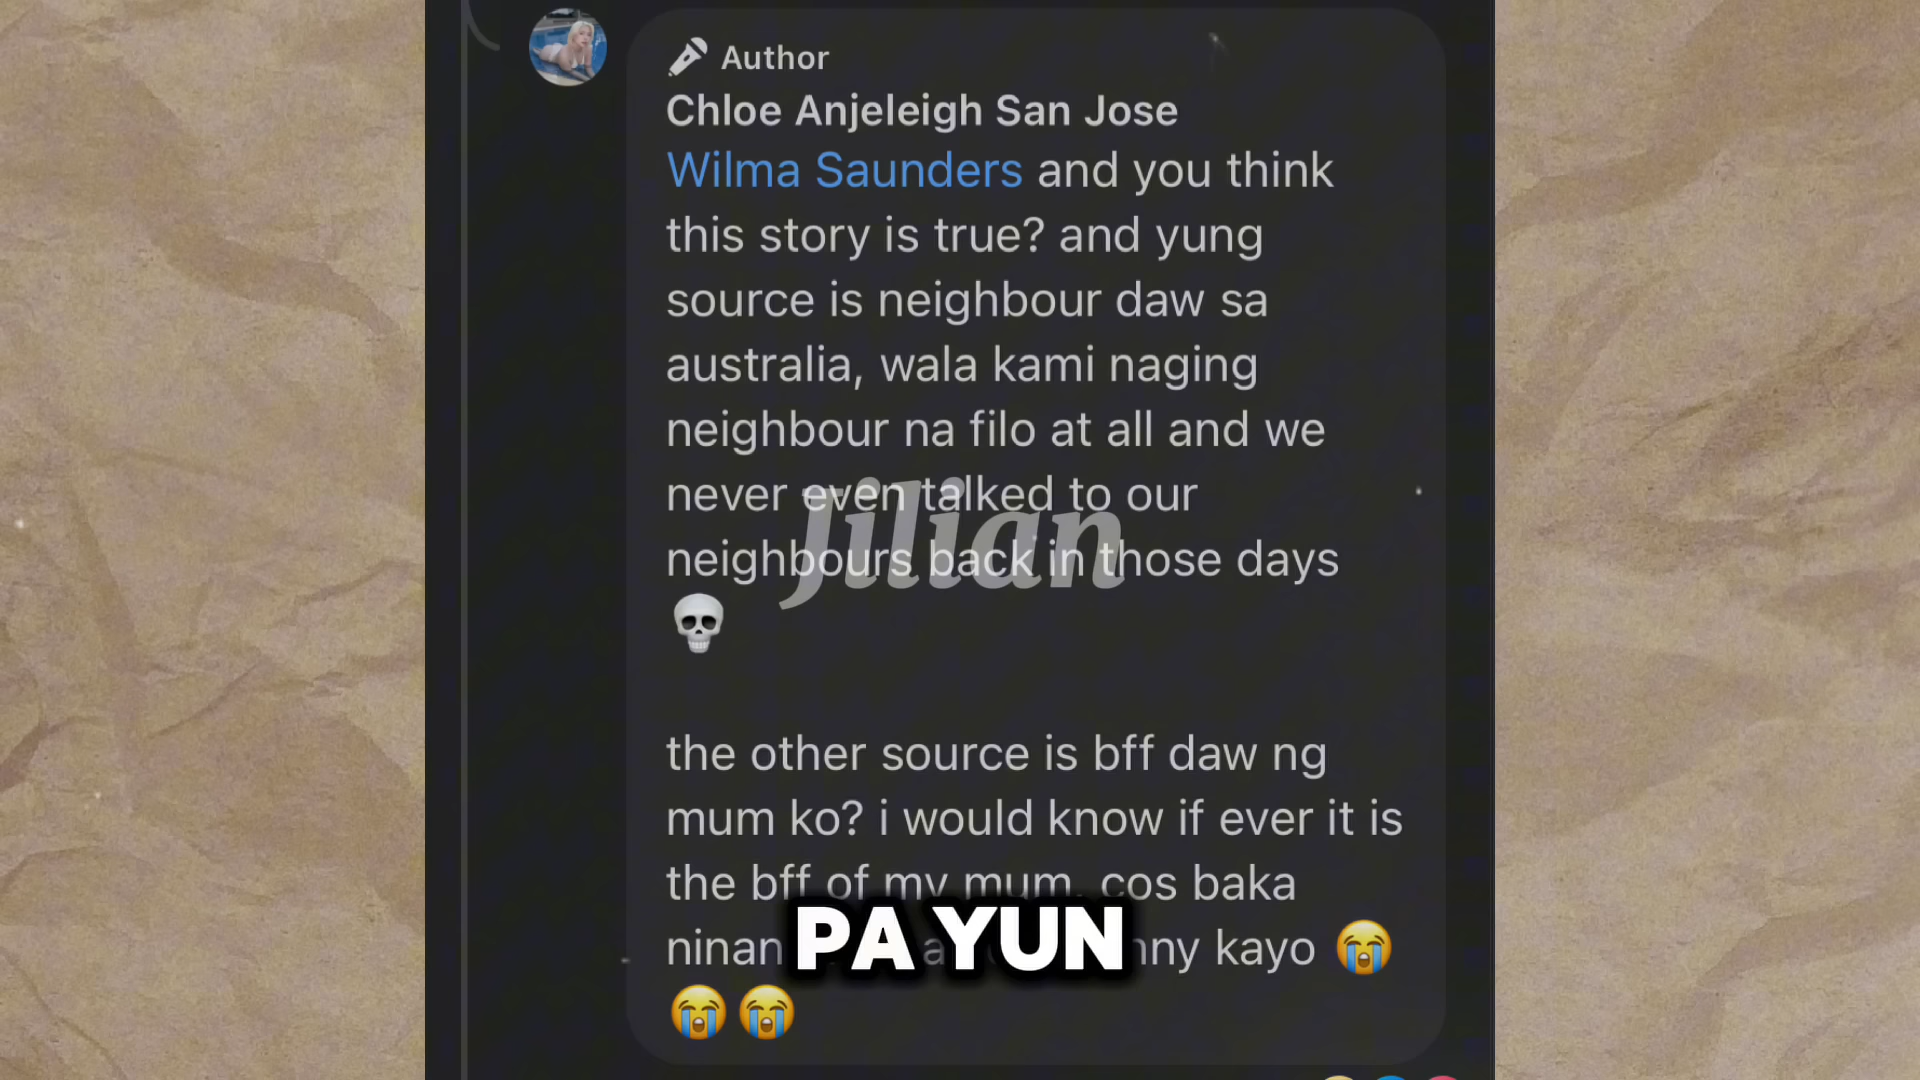 Author
Chloe Anjeleigh San Jose
Wilma Saunders and you think
this story is true? and yung
source is neighbour daw sa
australia, wala kami naging
neighbour na filo at all and we
never even talked to our
neighbours back in those days
💀
the other source is bff daw ng
mum ko? i would know if ever it is
the bff of my mum, cos baka
kayo 😭
😭😭
Jilian
PA YUN